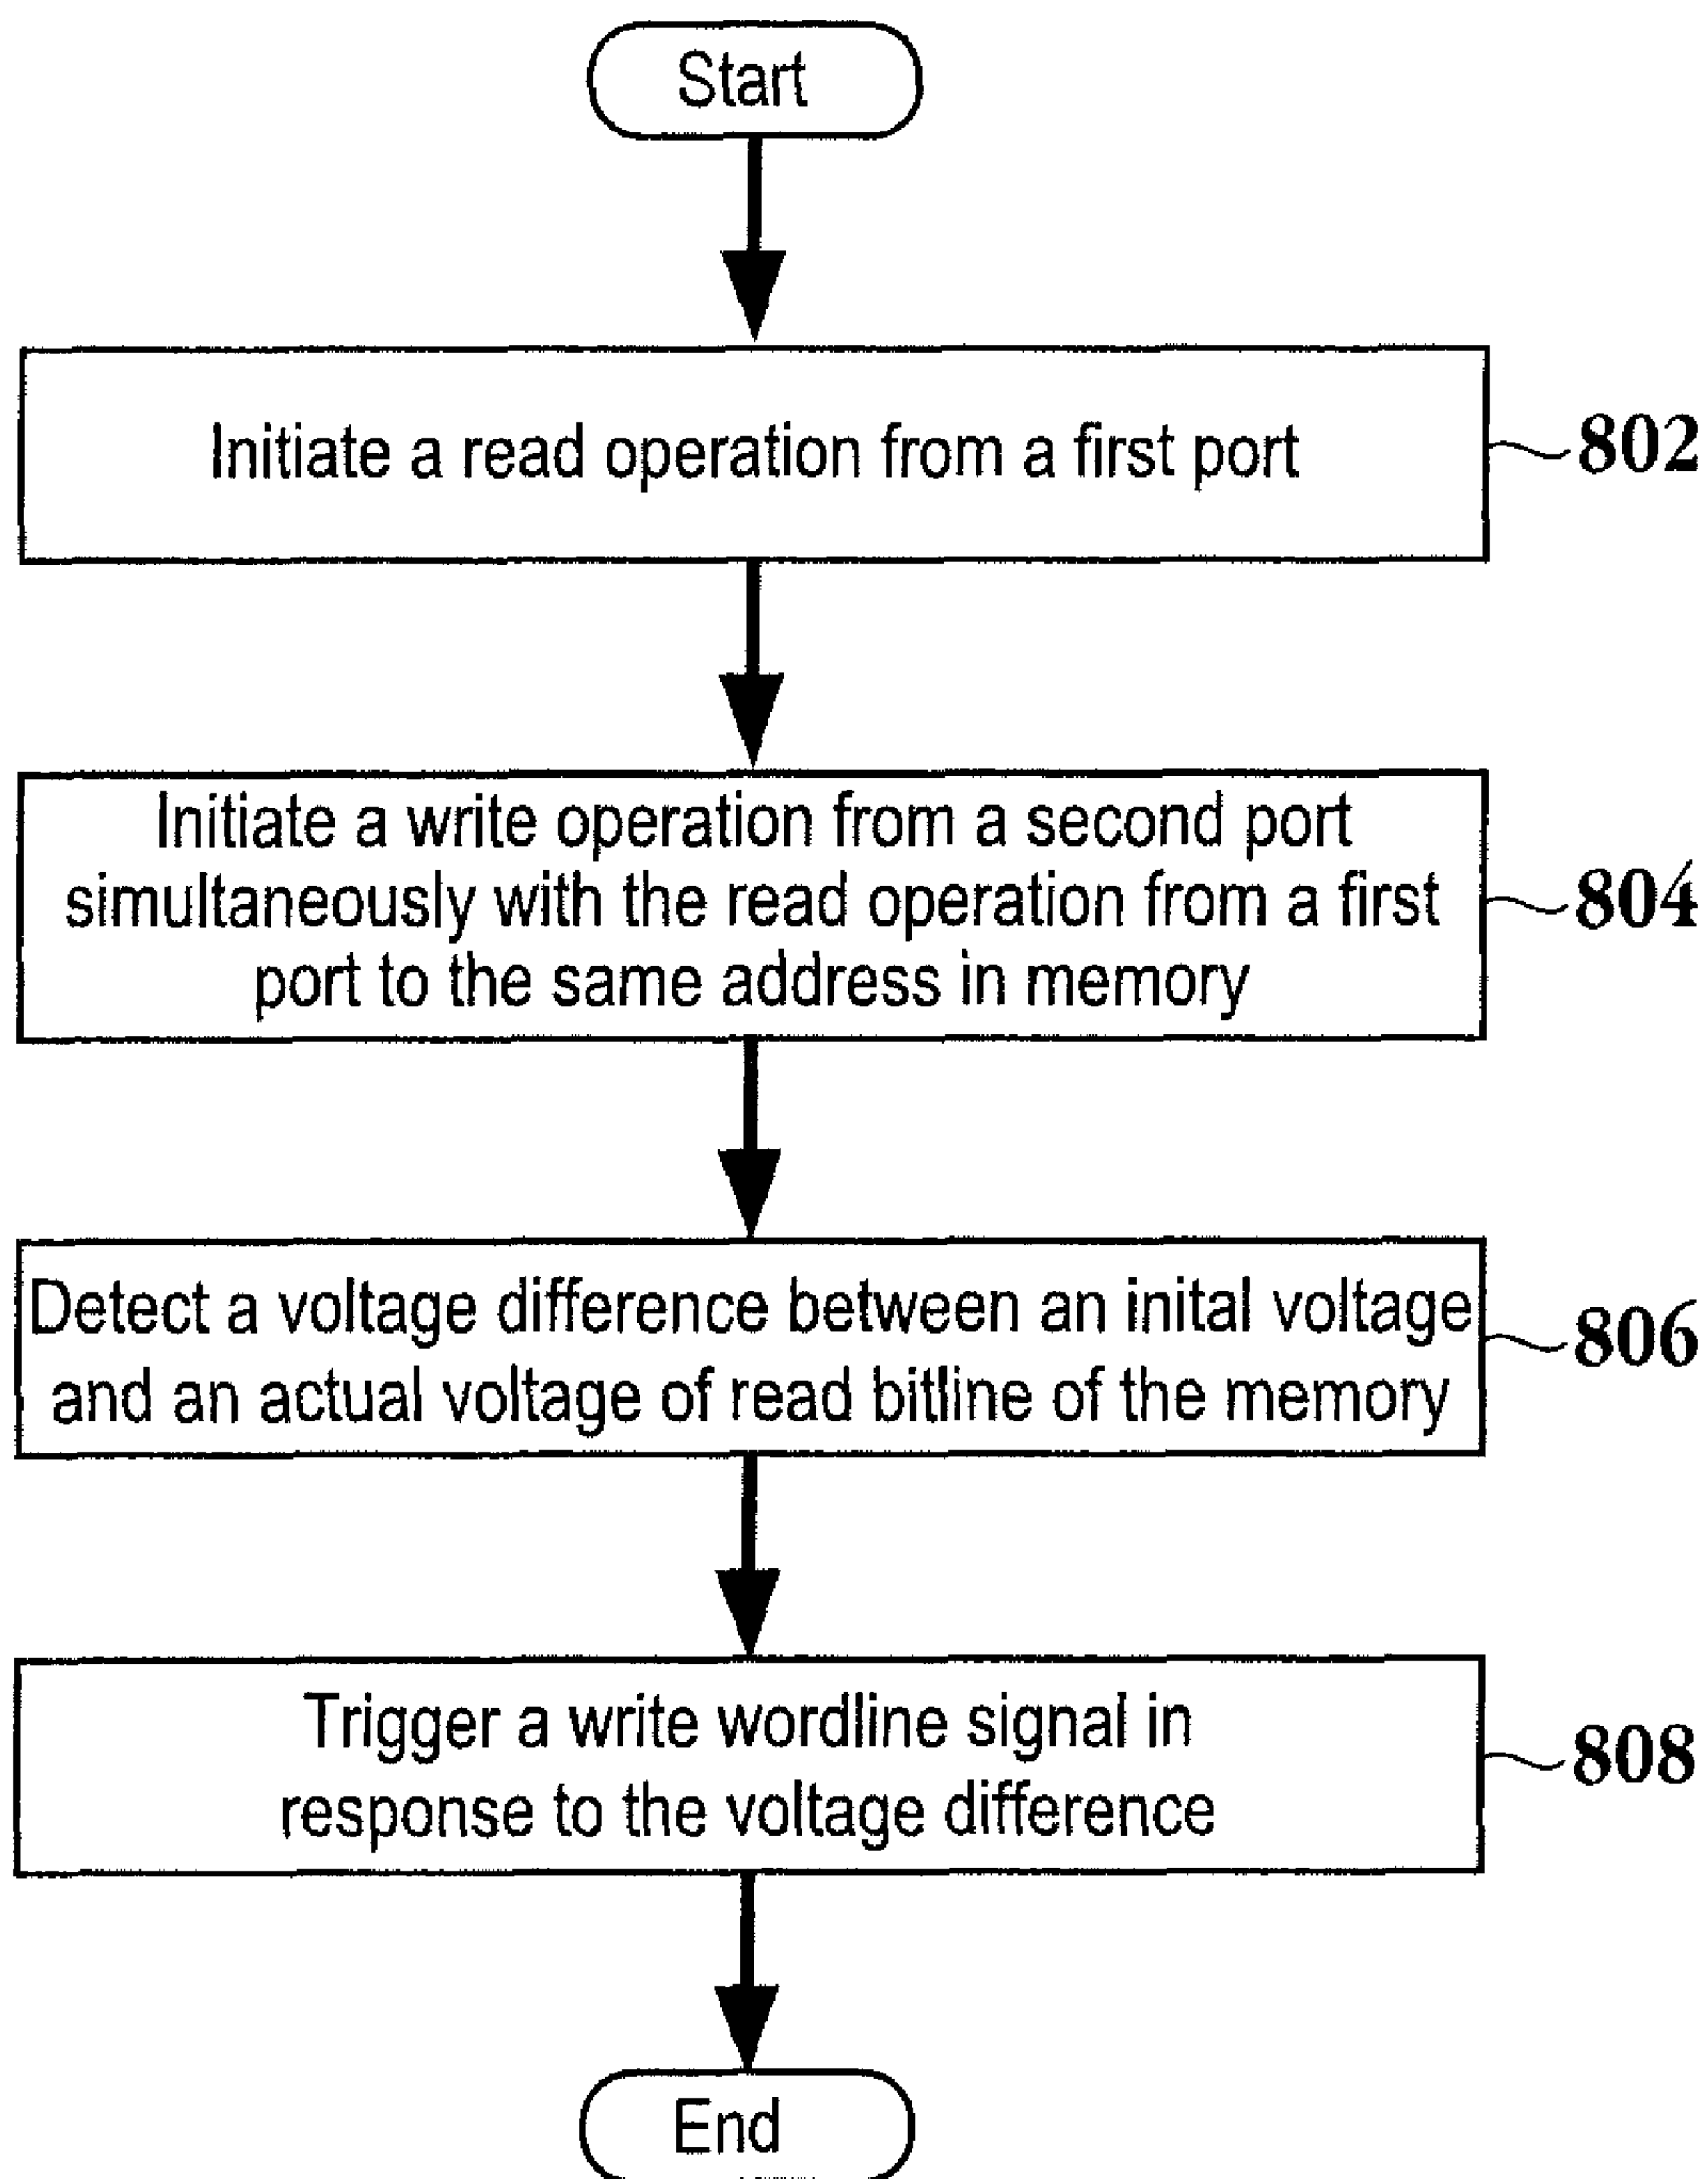 Start
Initiate a read operation from a first port
802
Initiate a write operation from a second port
simultaneously with the read operation from a first
port to the same address in memory
804
Detect a voltage difference between an inital voltage
and an actual voltage of read bitline of the memory
806
Trigger a write wordline signal in
response to the voltage difference
808
End